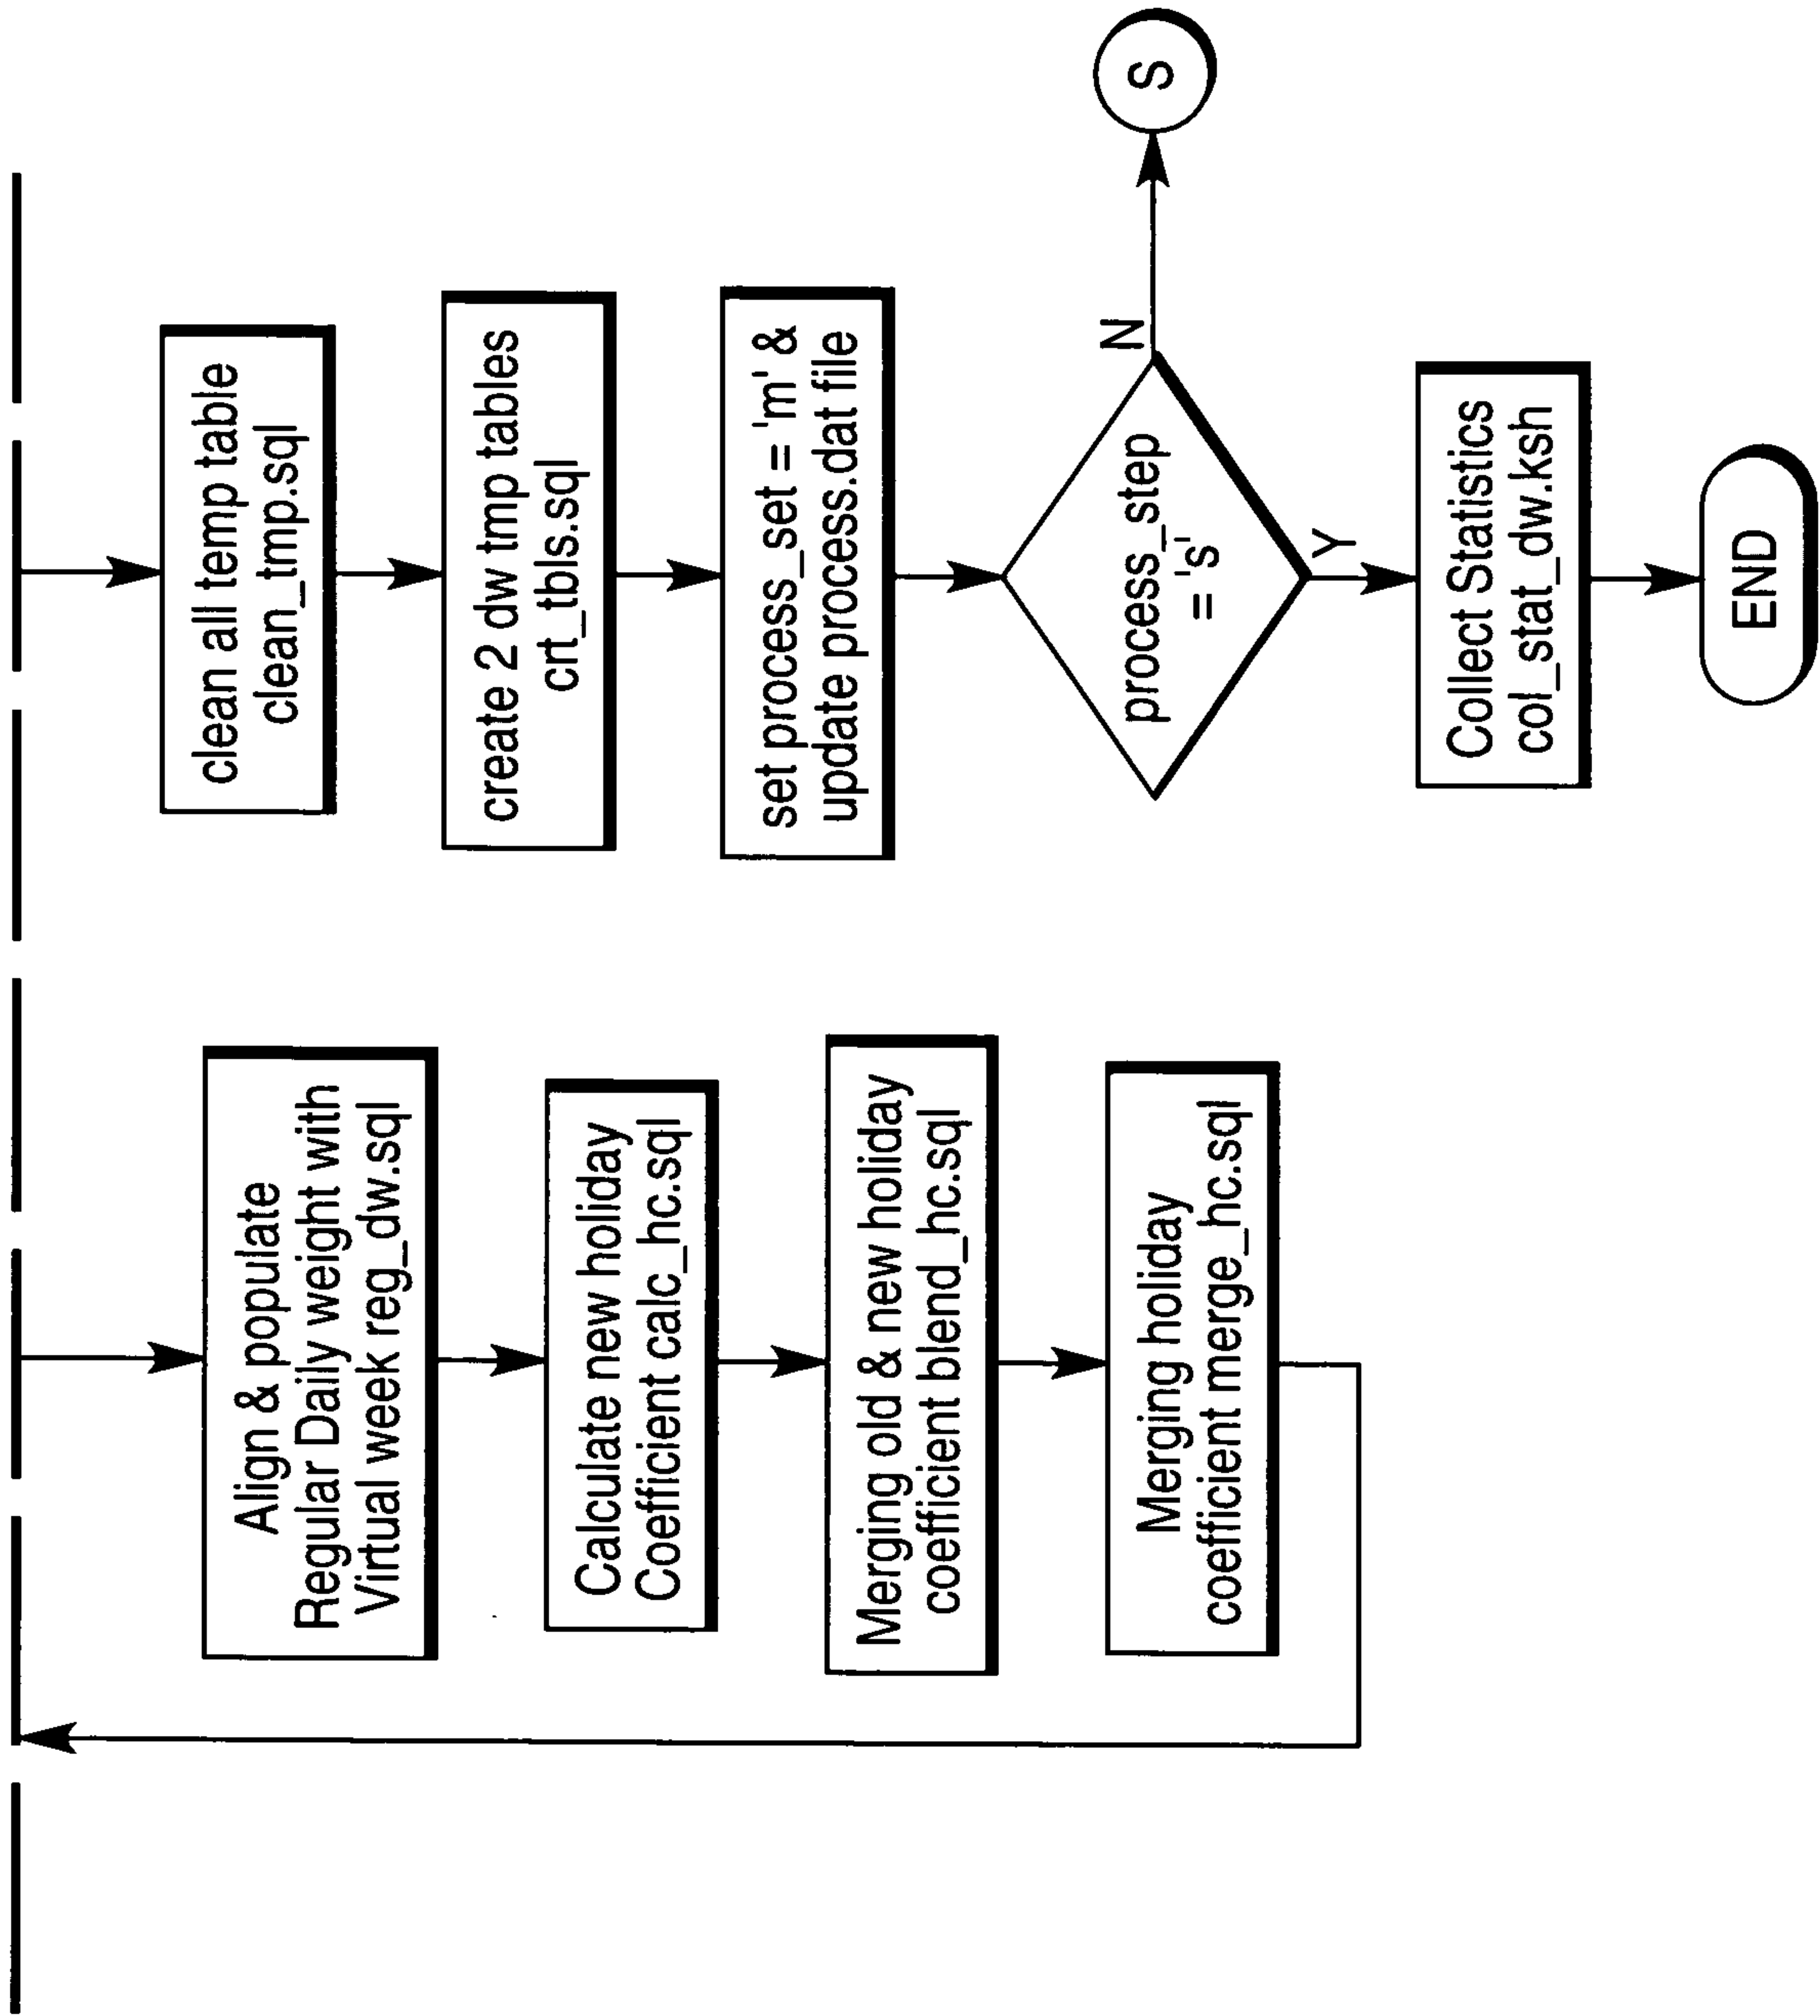 Align & populate
Regular Daily weight with
Virtual week reg_dw.sql
Calculate new holiday
Coefficient calc_hc.sql
Merging old & new holiday
coefficient blend_hc.sql
Merging holiday
coefficient merge_hc.sql
clean all temp table
clean_tmp.sql
create 2 dw tmp tables
crt_tbls.sql
set process_set = 'm' &
update process.dat file
process_step
= 's'
N
S
Y
Collect Statistics
col_stat_dw.ksh
END